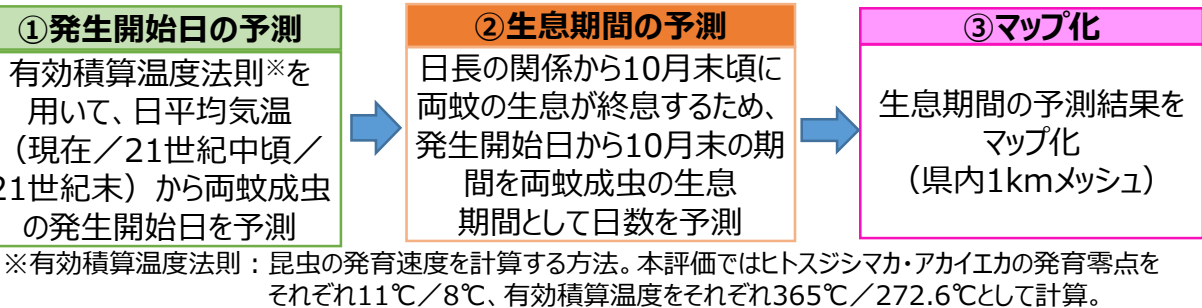 ①発生開始日の予測
有効積算温度法則※を
用いて、日平均気温
（現在／21世紀中頃／
21世紀末）から両蚊成虫
の発生開始日を予測
②生息期間の予測
日長の関係から10月末頃に
両蚊の生息が終息するため、
発生開始日から10月末の期
間を両蚊成虫の生息
期間として日数を予測
③マップ化
生息期間の予測結果を
マップ化
（県内1kmメッシュ）
※有効積算温度法則：昆虫の発育速度を計算する方法。本評価ではヒトスジシマカ・アカイエカの発育零点を
それぞれ11℃／8℃、有効積算温度をそれぞれ365℃／272.6℃として計算。